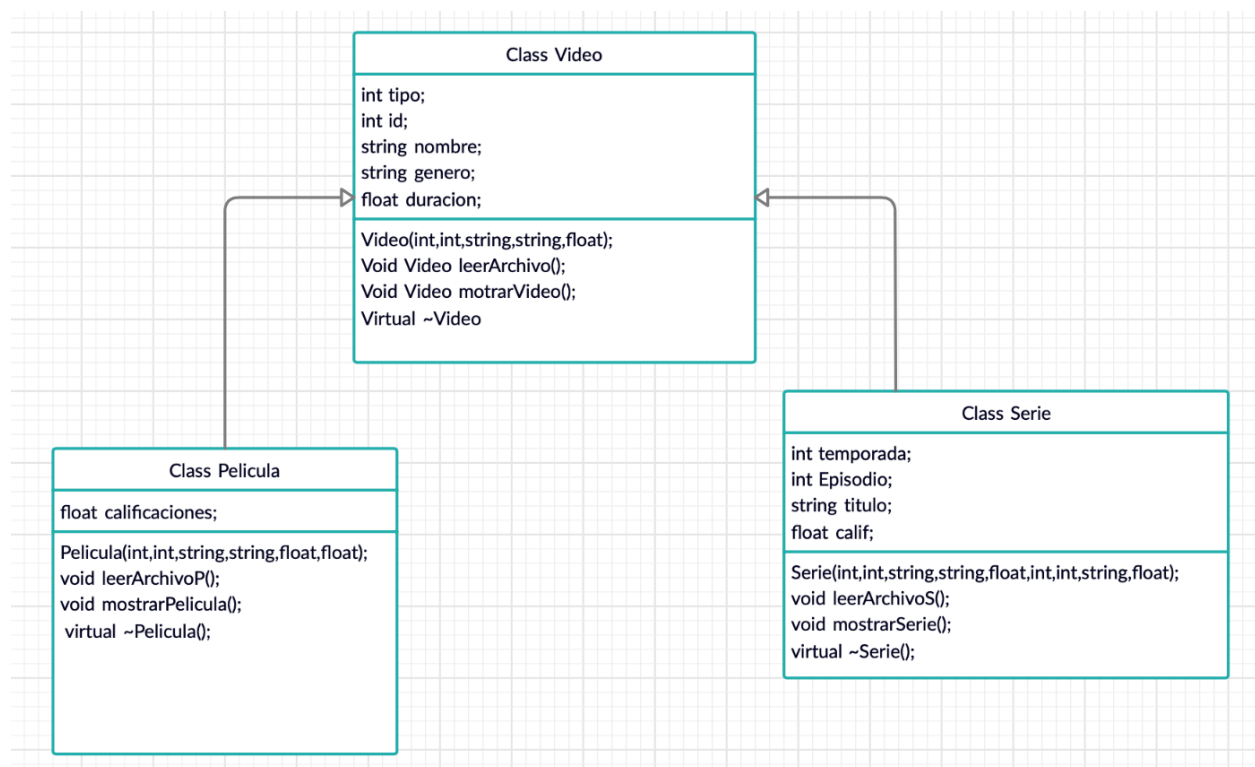 Class Video
int tipo;
int id;
string nombre;
string genero;
float duracion;
Video(int,int,string,string,float);
Void Video leerArchivo();
Void Video motrarVideo();
Virtual ~Video
Class Pelicula
float calificaciones;
Pelicula(int,int,string,string,float,float);
void leerArchivoP();
void mostrarPelicula();
virtual ~Pelicula();
Class Serie
int temporada;
int Episodio;
string titulo;
float calif;
Serie(int,int,string,string,float,int,int,string,float);
void leerArchivoS();
void mostrarSerie();
virtual ~Serie();